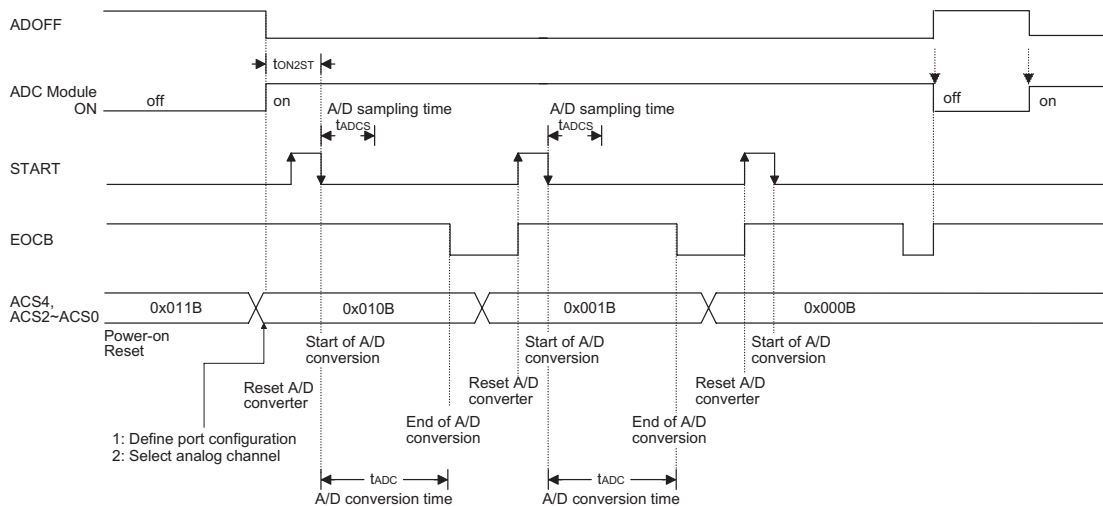 ADOFF
tON2ST
ADC Module
ON
off
on
A/D sampling time
tADCS
A/D sampling time
tADCS
off
on
START
EOCB
ACS4,
ACS2~ACS0
0x011B
0x010B
0x001B
0x000B
Power-on
Reset
Start of A/D
conversion
Start of A/D
conversion
Start of A/D
conversion
Reset A/D
converter
Reset A/D
converter
Reset A/D
converter
End of A/D
conversion
End of A/D
conversion
1: Define port configuration
2: Select analog channel
tADC
A/D conversion time
tADC
A/D conversion time